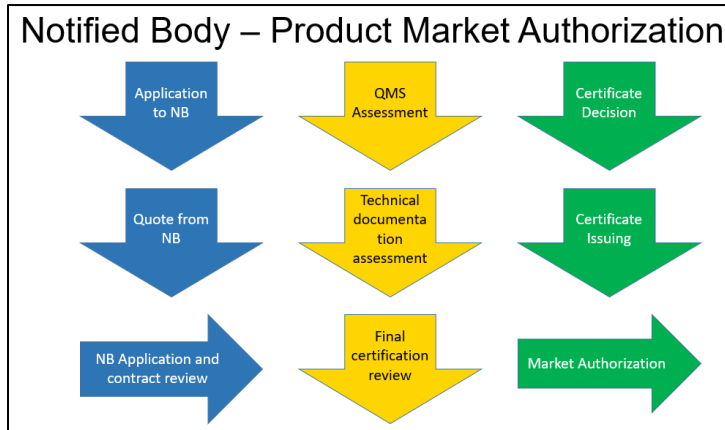 Notified Body – Product Market Authorization
Application
to NB
QMS
Assessment
Certificate
Decision
Quote from
NB
Technical
documenta
tion
assessment
Certificate
Issuing
NB Application and
contract review
Final
certification
review
Market Authorization